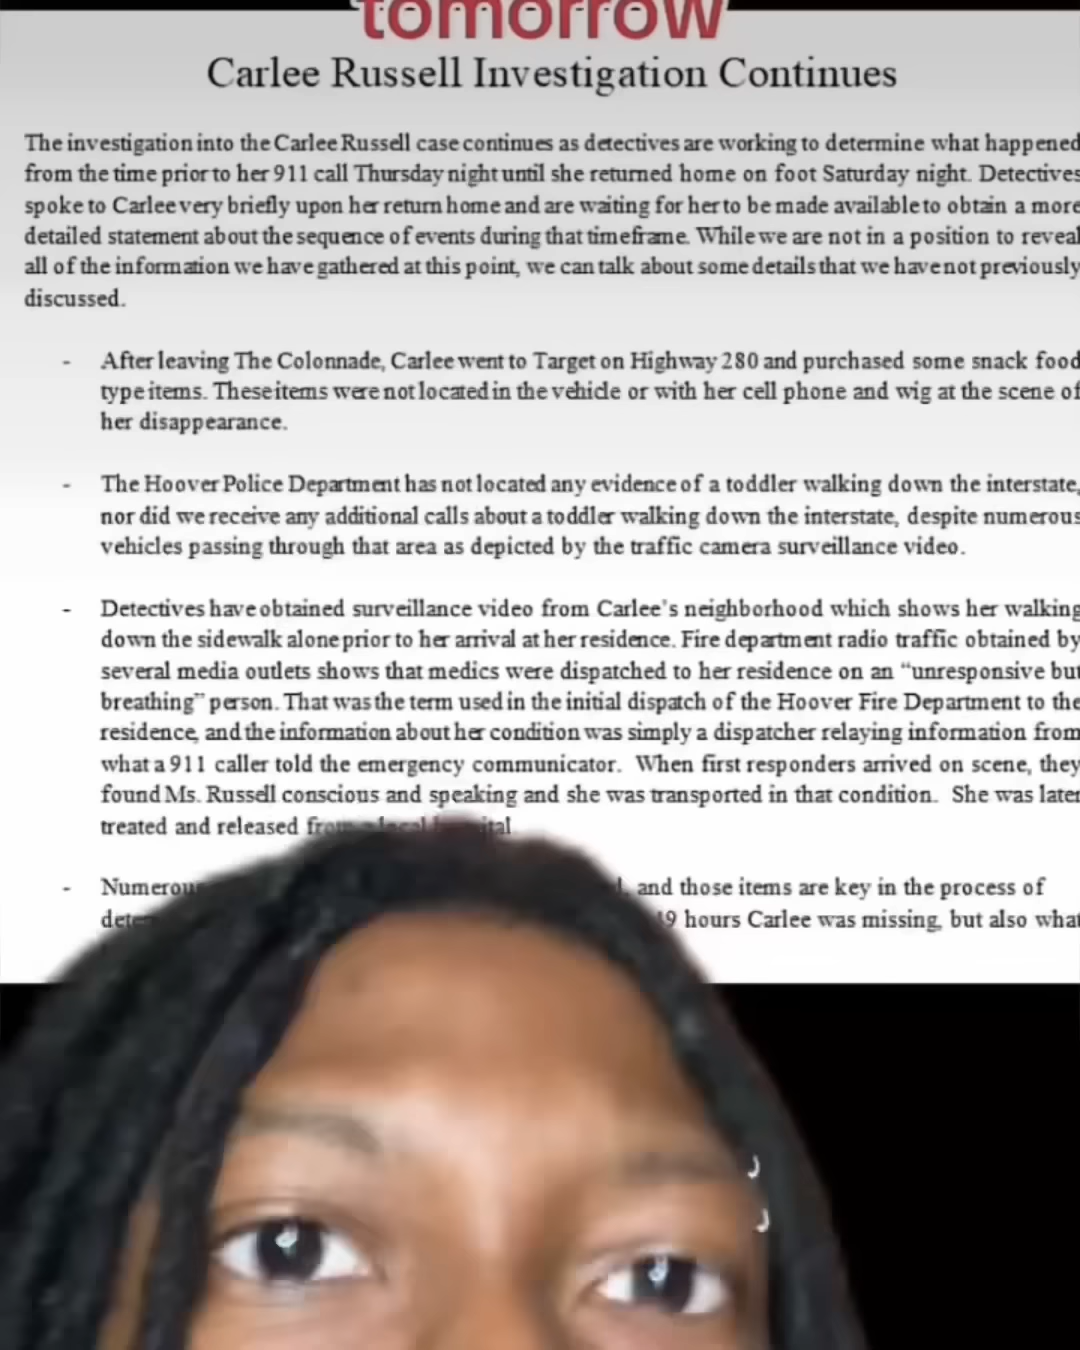 tomorrow
Carlee Russell Investigation Continues
The investigation into the Carlee Russell case continues as detectives are working to determine what happened
from the time prior to her 911 call Thursday night until she returned home on foot Saturday night. Detectives
spoke to Carlee very briefly upon her return home and are waiting for her to be made available to obtain a more
detailed statement about the sequence of events during that timeframe. While we are not in a position to reveal
all of the information we have gathered at this point, we can talk about some details that we have not previously
discussed.
- After leaving The Colonnade, Carlee went to Target on Highway 280 and purchased some snack food
type items. These items were not located in the vehicle or with her cell phone and wig at the scene of
her disappearance.
- The Hoover Police Department has not located any evidence of a toddler walking down the interstate,
nor did we receive any additional calls about a toddler walking down the interstate, despite numerous
vehicles passing through that area as depicted by the traffic camera surveillance video.
- Detectives have obtained surveillance video from Carlee's neighborhood which shows her walking
down the sidewalk alone prior to her arrival at her residence. Fire department radio traffic obtained by
several media outlets shows that medics were dispatched to her residence on an “unresponsive but
breathing” person. That was the term used in the initial dispatch of the Hoover Fire Department to the
residence, and the information about her condition was simply a dispatcher relaying information from
what a 911 caller told the emergency communicator. When first responders arrived on scene, they
found Ms. Russell conscious and speaking and she was transported in that condition. She was later
treated and released from a local hospital
- and those items are key in the process of
49 hours Carlee was missing, but also what